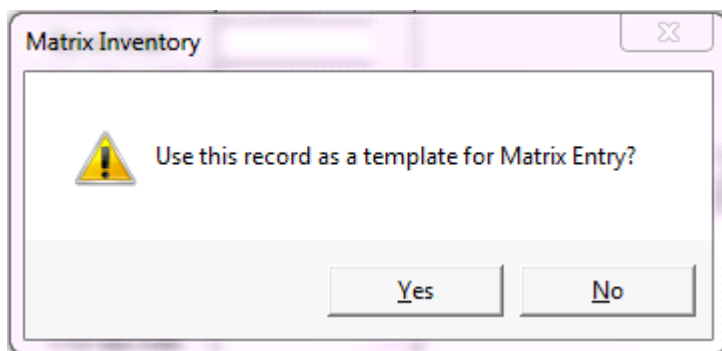 Matrix Inventory
Use this record as a template for Matrix Entry?
Yes
No